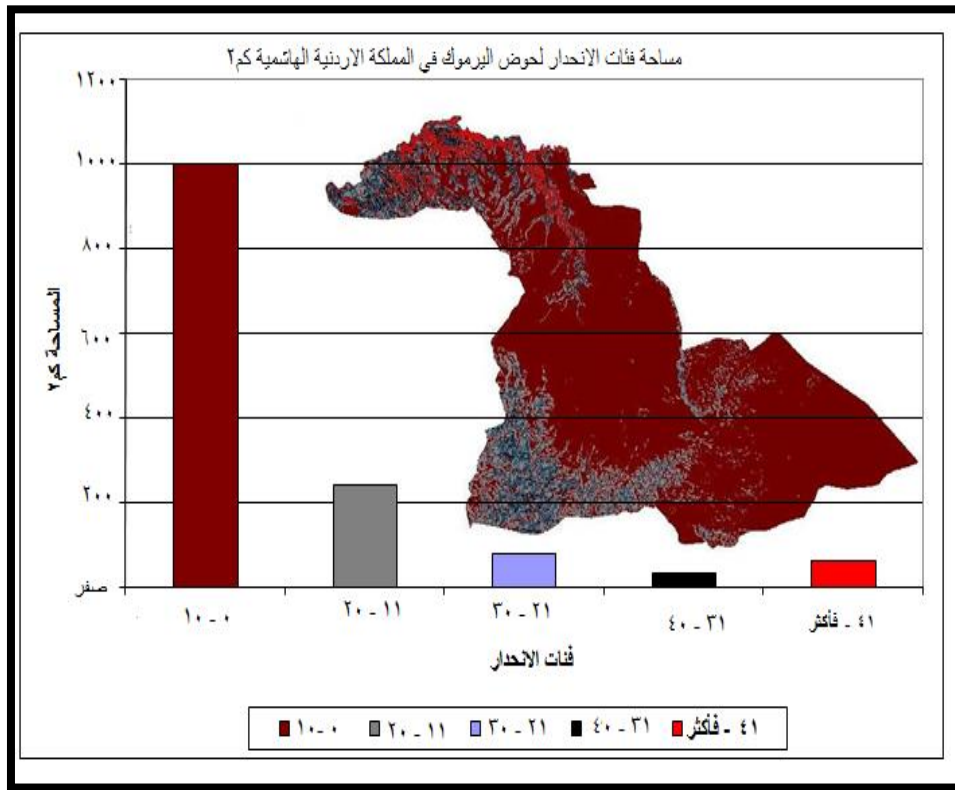 مساحة فئات الانحدار لحوض اليرموك في المملكة الاردنية الهاشمية كم٢
١٢٠٠
١٠٠٠
٨٠٠
٦٠٠
٤٠٠
٢٠٠
صفر
المساحة كم٢
٠ - ١٠
١١ - ٢٠
٢١ - ٣٠
٣١ - ٤٠
٤١ - فأكثر
فئات الانحدار
٠ - ١٠
١١ - ٢٠
٢١ - ٣٠
٣١ - ٤٠
٤١ - فأكثر